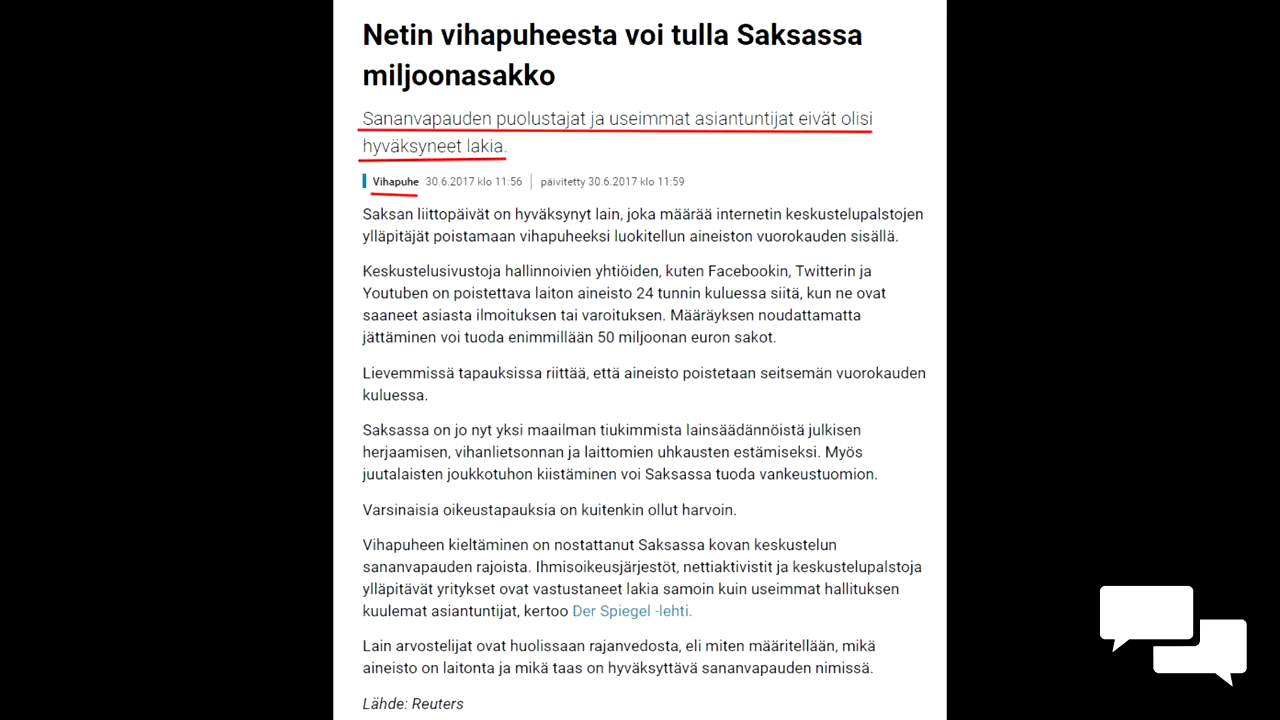 Netin vihapuheesta voi tulla Saksassa
miljoonasakko
Sananvapauden puolustajat ja useimmat asiantuntijat eivät olisi
hyväksyneet lakia.
Vihapuhe 30.6.2017 klo 11:56 | päivitetty 30.6.2017 klo 11:59
Saksan liittopäivät on hyväksynyt lain, joka määrää internetin keskustelupalstojen
ylläpitäjät poistamaan vihapuheeksi luokitellun aineiston vuorokauden sisällä.
Keskustelusivustoja hallinnoivien yhtiöiden, kuten Facebookin, Twitterin ja
Youtuben on poistettava laiton aineisto 24 tunnin kuluessa siitä, kun ne ovat
saaneet asiasta ilmoituksen tai varoituksen. Määräyksen noudattamatta
jättäminen voi tuoda enimmillään 50 miljoonan euron sakot.
Lievemmissä tapauksissa riittää, että aineisto poistetaan seitsemän vuorokauden
kuluessa.
Saksassa on jo nyt yksi maailman tiukimmista lainsäädännöistä julkisen
herjaamisen, vihanlietsonnan ja laittomien uhkausten estämiseksi. Myös
juutalaisten joukkotuhon kiistäminen voi Saksassa tuoda vankeustuomion.
Varsinaisia oikeustapauksia on kuitenkin ollut harvoin.
Vihapuheen kieltäminen on nostattanut Saksassa kovan keskustelun
sananvapauden rajoista. Ihmisoikeusjärjestöt, nettiaktivistit ja keskustelupalstoja
ylläpitävät yritykset ovat vastustaneet lakia samoin kuin useimmat hallituksen
kuulemat asiantuntijat, kertoo Der Spiegel -lehti.
Lain arvostelijat ovat huolissaan rajanvedosta, eli miten määritellään, mikä
aineisto on laitonta ja mikä taas on hyväksyttävä sananvapauden nimissä.
Lähde: Reuters